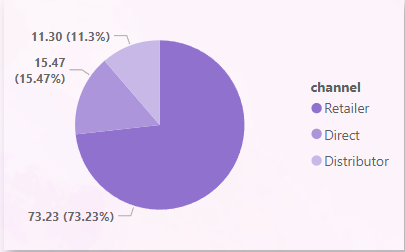 11.30 (11.3%)
15.47
(15.47%)
73.23 (73.23%)
channel
Retailer
Direct
Distributor